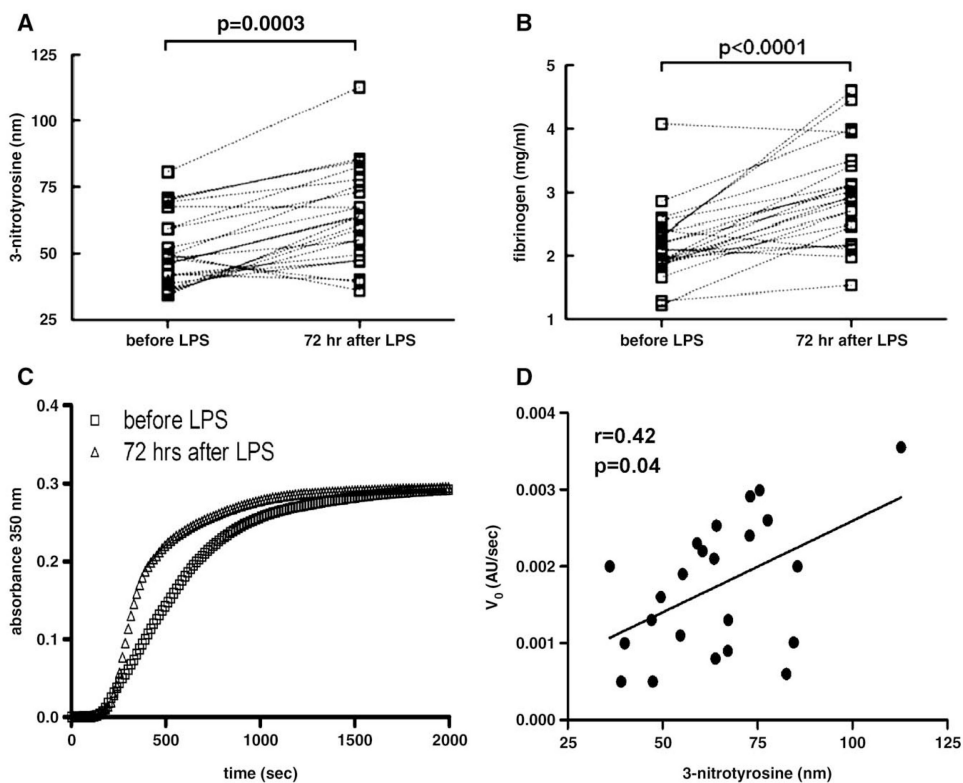 A
p=0.0003
3-nitrotyrosine (nm)
125
100
75
50
25
before LPS
72 hr after LPS
B
p<0.0001
fibrinogen (mg/ml)
5
4
3
2
1
before LPS
72 hr after LPS
C
absorbance 350 nm
0.4
0.3
0.2
0.1
0.0
before LPS
72 hrs after LPS
0
500
1000
1500
2000
time (sec)
D
r=0.42
p=0.04
V0 (AU/sec)
0.004
0.003
0.002
0.001
0.000
25
50
75
100
125
3-nitrotyrosine (nm)